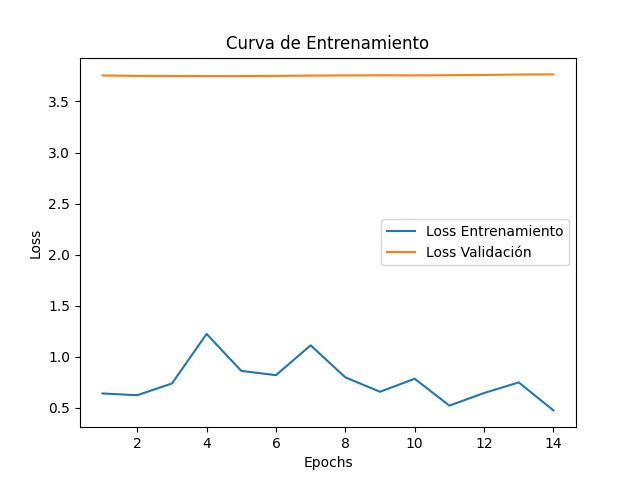 Curva de Entrenamiento
3.5
3.0
2.5
2.0
1.5
1.0
0.5
Loss
Loss Entrenamiento
Loss Validación
2 4 6 8 10 12 14
Epochs